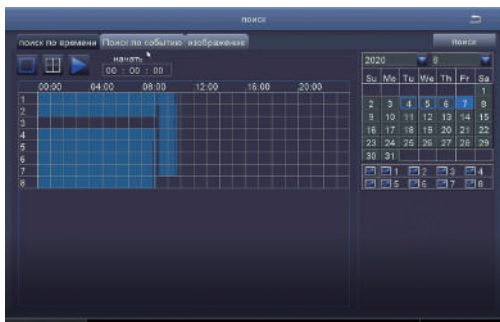 поиск
поиск по времени Поиск по событию изображение поиск
начать
00 : 00 : 00
2020 8
Su Mo Tu We Th Fr Sa
1
2 3 4 5 6 7 8
9 10 11 12 13 14 15
16 17 18 19 20 21 22
23 24 25 26 27 28 29
30 31
1 2 3 4
5 6 7 8
00:00 04:00 08:00 12:00 16:00 20:00
1
2
3
4
5
6
7
8